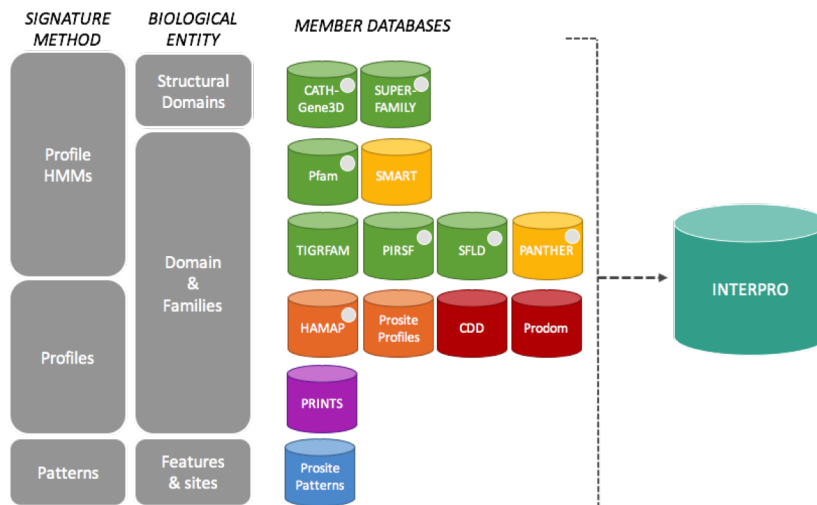 SIGNATURE
METHOD
BIOLOGICAL
ENTITY
MEMBER DATABASES
Structural
Domains
CATH-
Gene3D
SUPER-
FAMILY
Profile
HMMs
Pfam
SMART
Domain
&
Families
TIGRFAM
PIRSF
SFLD
PANTHER
INTERPRO
Profiles
HAMAP
Prosite
Profiles
CDD
Prodom
PRINTS
Patterns
Features
& sites
Prosite
Patterns